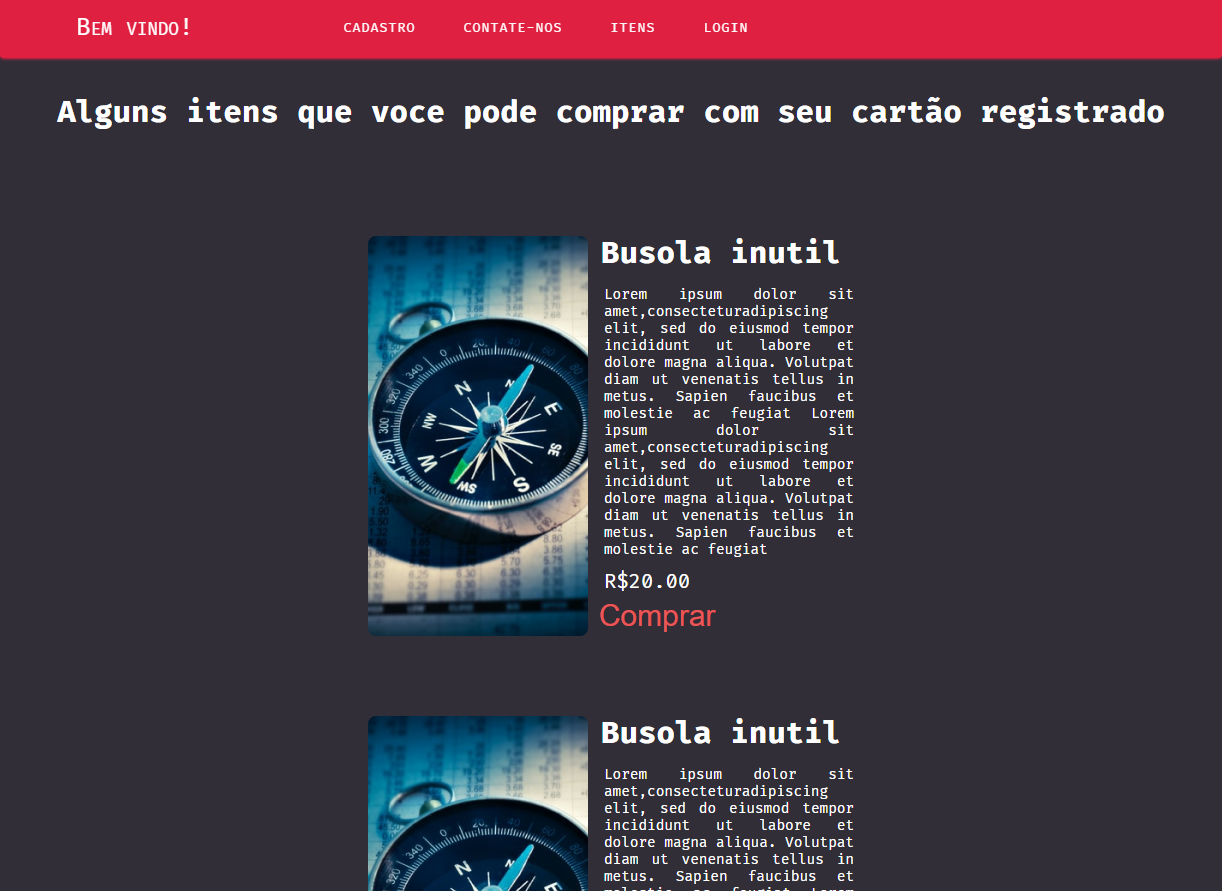 Bem vindo!
CADASTRO CONTATE-NOS ITENS LOGIN
Alguns itens que voce pode comprar com seu cartão registrado
Busola inutil
Lorem ipsum dolor sit
amet,consecteturadipiscing
elit, sed do eiusmod tempor
incididunt ut labore et
dolore magna aliqua. Volutpat
diam ut venenatis tellus in
metus. Sapien faucibus et
molestie ac feugiat Lorem
ipsum dolor sit
amet,consecteturadipiscing
elit, sed do eiusmod tempor
incididunt ut labore et
dolore magna aliqua. Volutpat
diam ut venenatis tellus in
metus. Sapien faucibus et
molestie ac feugiat
R$20.00
Comprar
Busola inutil
Lorem ipsum dolor sit
amet,consecteturadipiscing
elit, sed do eiusmod tempor
incididunt ut labore et
dolore magna aliqua. Volutpat
diam ut venenatis tellus in
metus. Sapien faucibus et